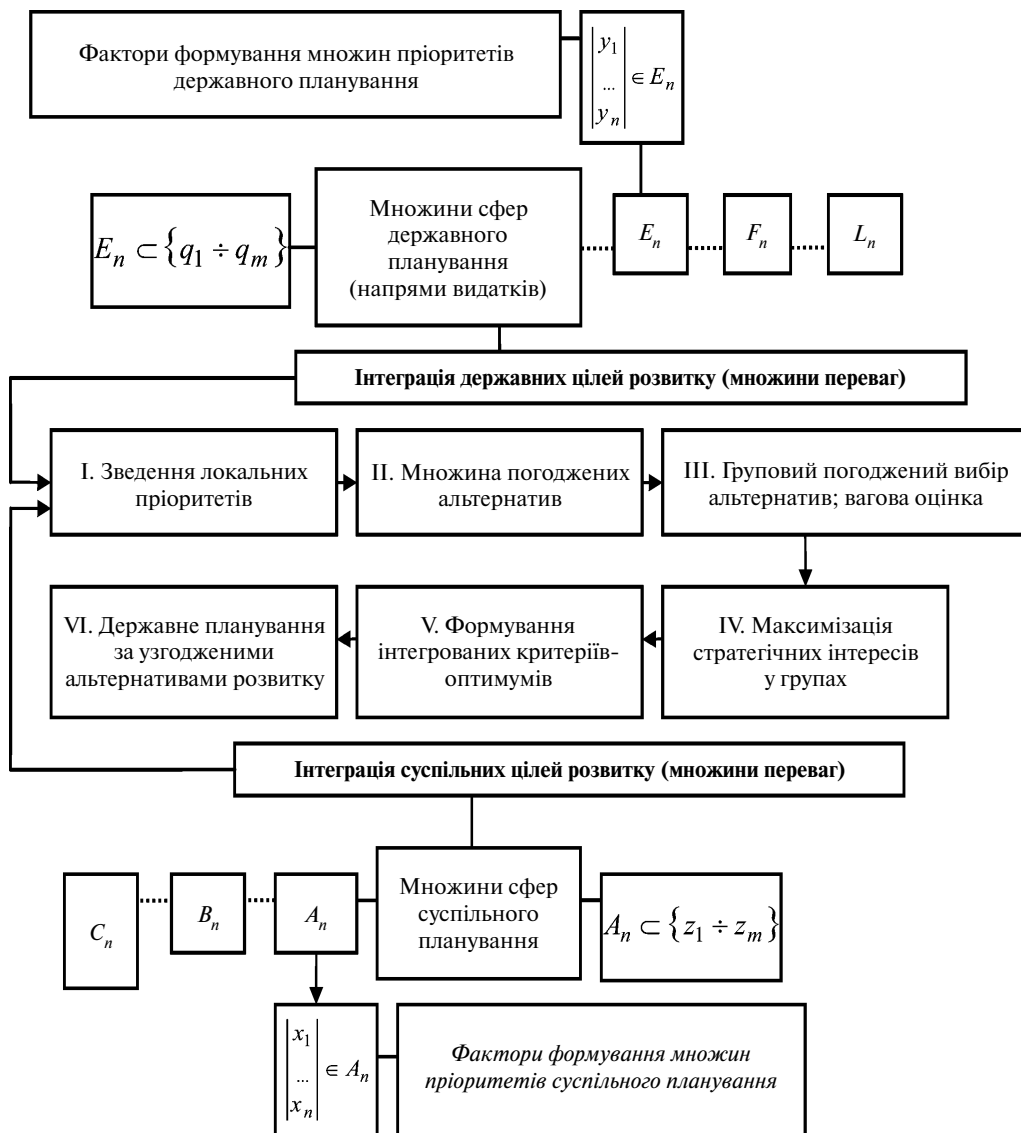 Фактори формування множин пріоритетів
державного планування
|y₁|
...
|yₙ| ∈ Eₙ
Eₙ ⊂ {q₁ ÷ qₘ}
Множини сфер
державного
планування
(напрями видатків)
Eₙ
Fₙ
Lₙ
Інтеграція державних цілей розвитку (множини переваг)
I. Зведення локальних
пріоритетів
II. Множина погоджених
альтернатив
III. Груповий погоджений вибір
альтернатив; вагова оцінка
VI. Державне планування
за узгодженими
альтернативами розвитку
V. Формування
інтегрованих критеріїв-
оптимумів
IV. Максимізація
стратегічних інтересів
у групах
Інтеграція суспільних цілей розвитку (множини переваг)
Cₙ
Bₙ
Aₙ
Множини сфер
суспільного
планування
Aₙ ⊂ {z₁ ÷ zₘ}
|x₁|
...
|xₙ| ∈ Aₙ
Фактори формування множин
пріоритетів суспільного планування